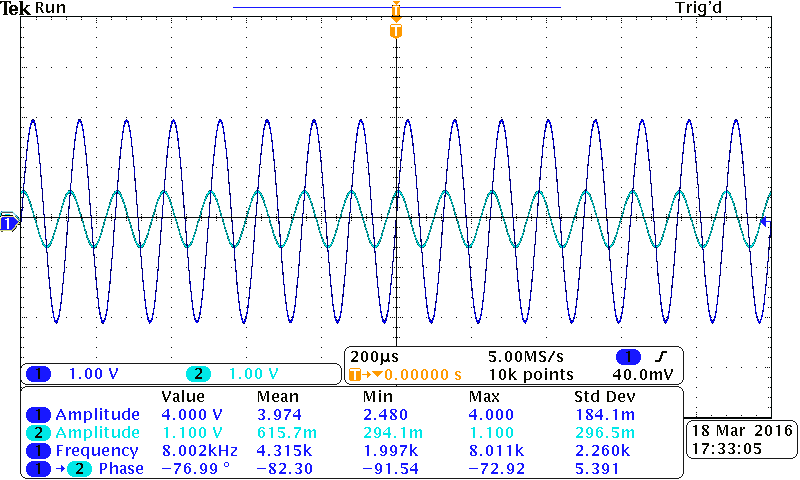 Tek Run Trig'd
T
T
1
200µs 5.00MS/s 1 ʃ
T→▼0.00000 s 10k points 40.0mV
1 1.00 V 2 1.00 V
Value Mean Min Max Std Dev
1 Amplitude 4.000 V 3.974 2.480 4.000 184.1m
2 Amplitude 1.100 V 615.7m 294.1m 1.100 296.5m
1 Frequency 8.002kHz 4.315k 1.997k 8.011k 2.260k
1 → 2 Phase −76.99 ° −82.30 −91.54 −72.92 5.391
18 Mar 2016
17:33:05